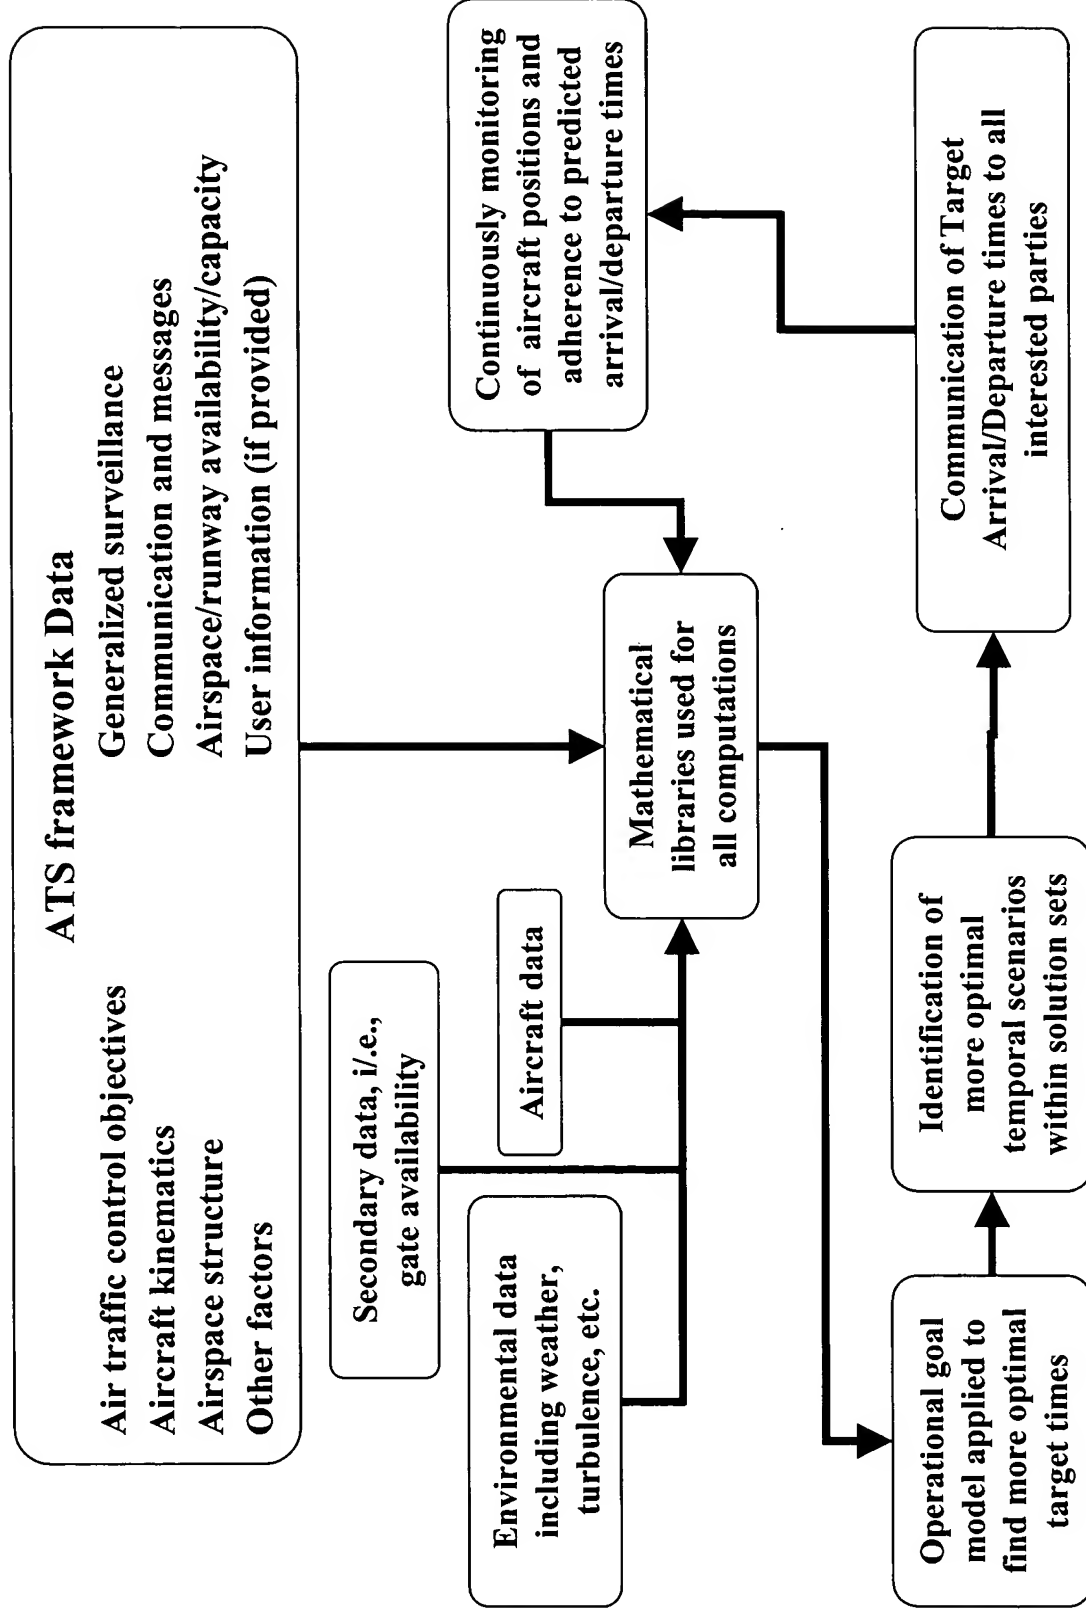 ATS framework Data
Air traffic control objectives
Aircraft kinematics
Airspace structure
Other factors
Generalized surveillance
Communication and messages
Airspace/runway availability/capacity
User information (if provided)
Secondary data, i/.e.,
gate availability
Environmental data
including weather,
turbulence, etc.
Aircraft data
Mathematical
libraries used for
all computations
Continuously monitoring
of aircraft positions and
adherence to predicted
arrival/departure times
Operational goal
model applied to
find more optimal
target times
Identification of
more optimal
temporal scenarios
within solution sets
Communication of Target
Arrival/Departure times to all
interested parties